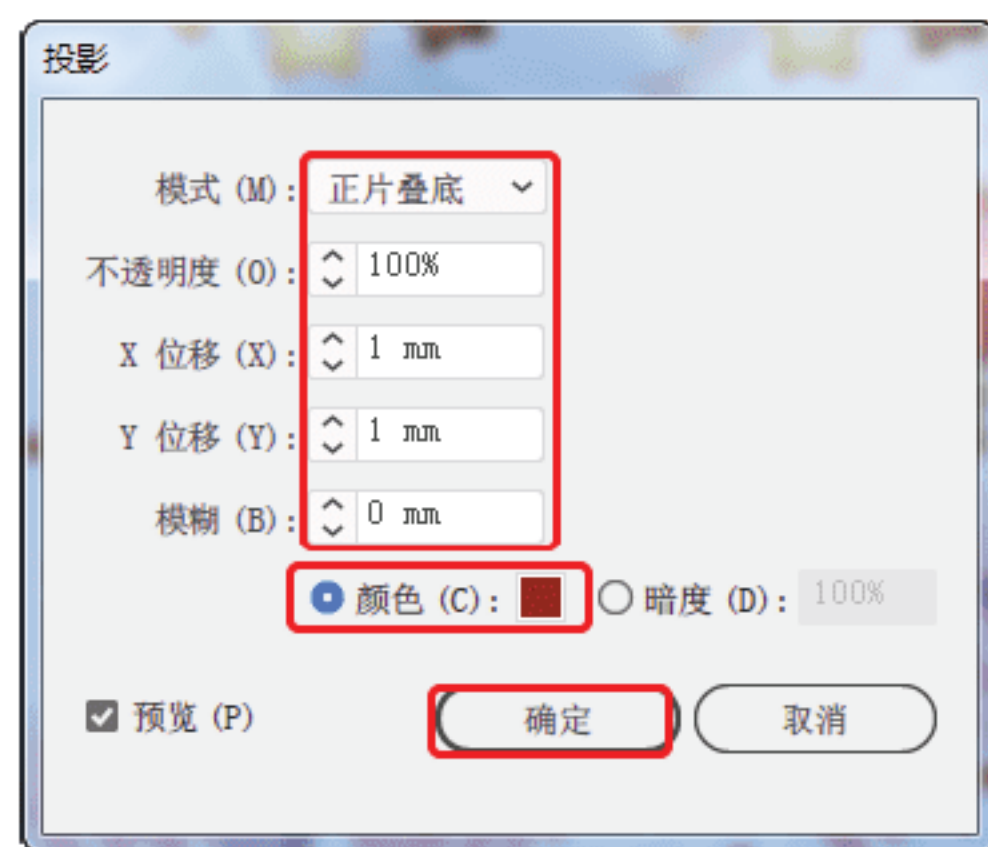 投影
模式 (M): 正片叠底
不透明度 (O): 100%
X 位移 (X): 1 mm
Y 位移 (Y): 1 mm
模糊 (B): 0 mm
颜色 (C): 暗度 (D): 100%
预览 (P) 确定 取消